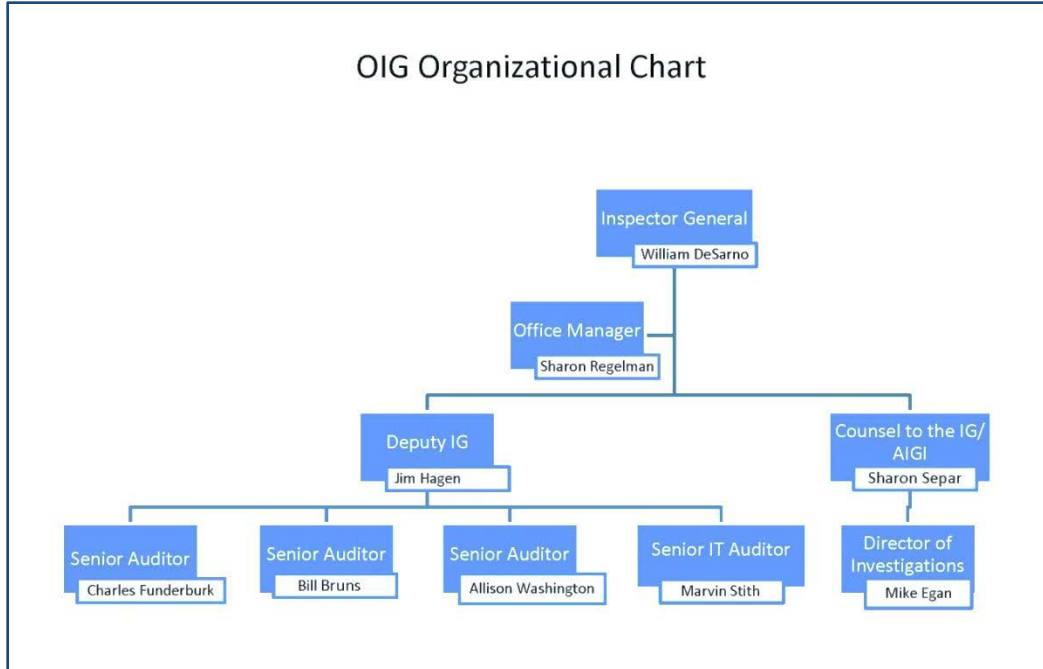 OIG Organizational Chart
Inspector General
William DeSarno
Office Manager
Sharon Regelman
Deputy IG
Jim Hagen
Counsel to the IG/
AIGI
Sharon Separ
Senior Auditor
Charles Funderburk
Senior Auditor
Bill Bruns
Senior Auditor
Allison Washington
Senior IT Auditor
Marvin Stith
Director of
Investigations
Mike Egan